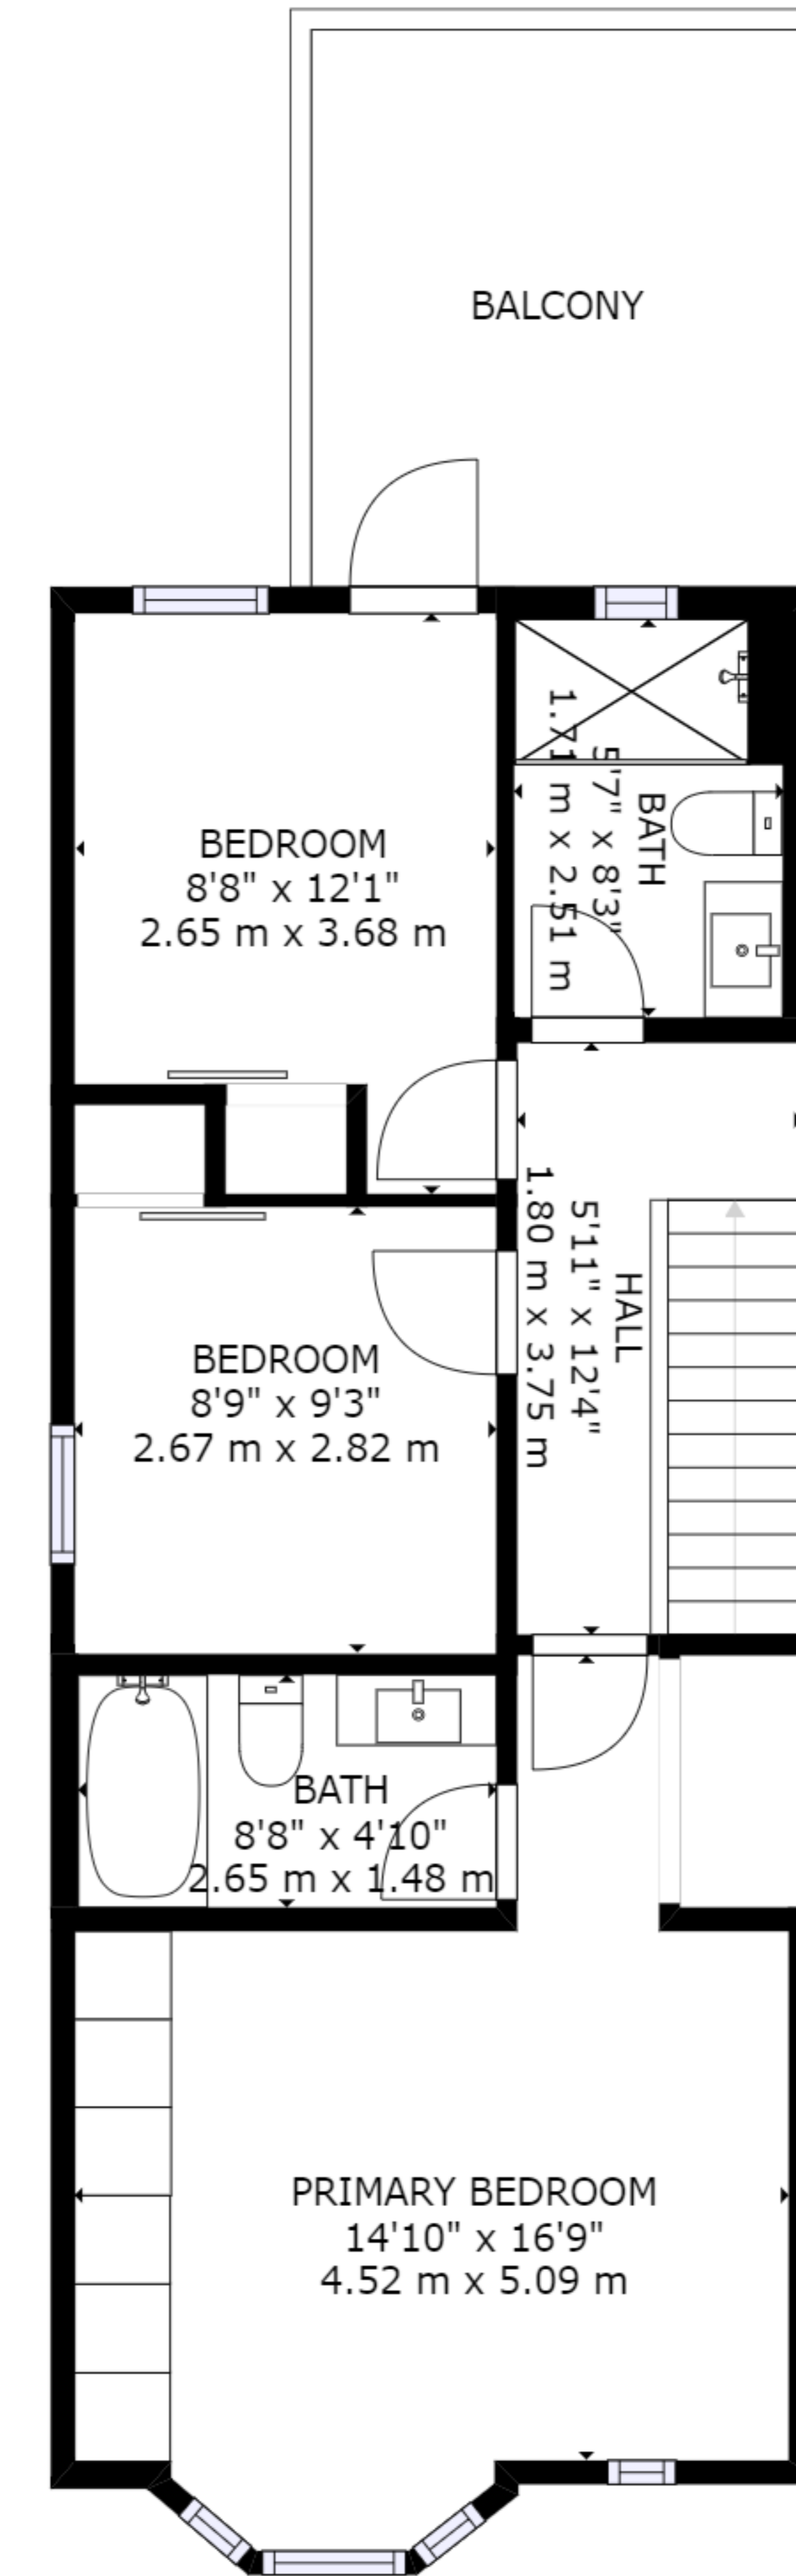 BALCONY
BEDROOM
8'8" x 12'1"
2.65 m x 3.68 m
BATH
5'7" x 8'3"
1.71 m x 2.51 m
HALL
5'11" x 12'4"
1.80 m x 3.75 m
BEDROOM
8'9" x 9'3"
2.67 m x 2.82 m
BATH
8'8" x 4'10"
2.65 m x 1.48 m
PRIMARY BEDROOM
14'10" x 16'9"
4.52 m x 5.09 m